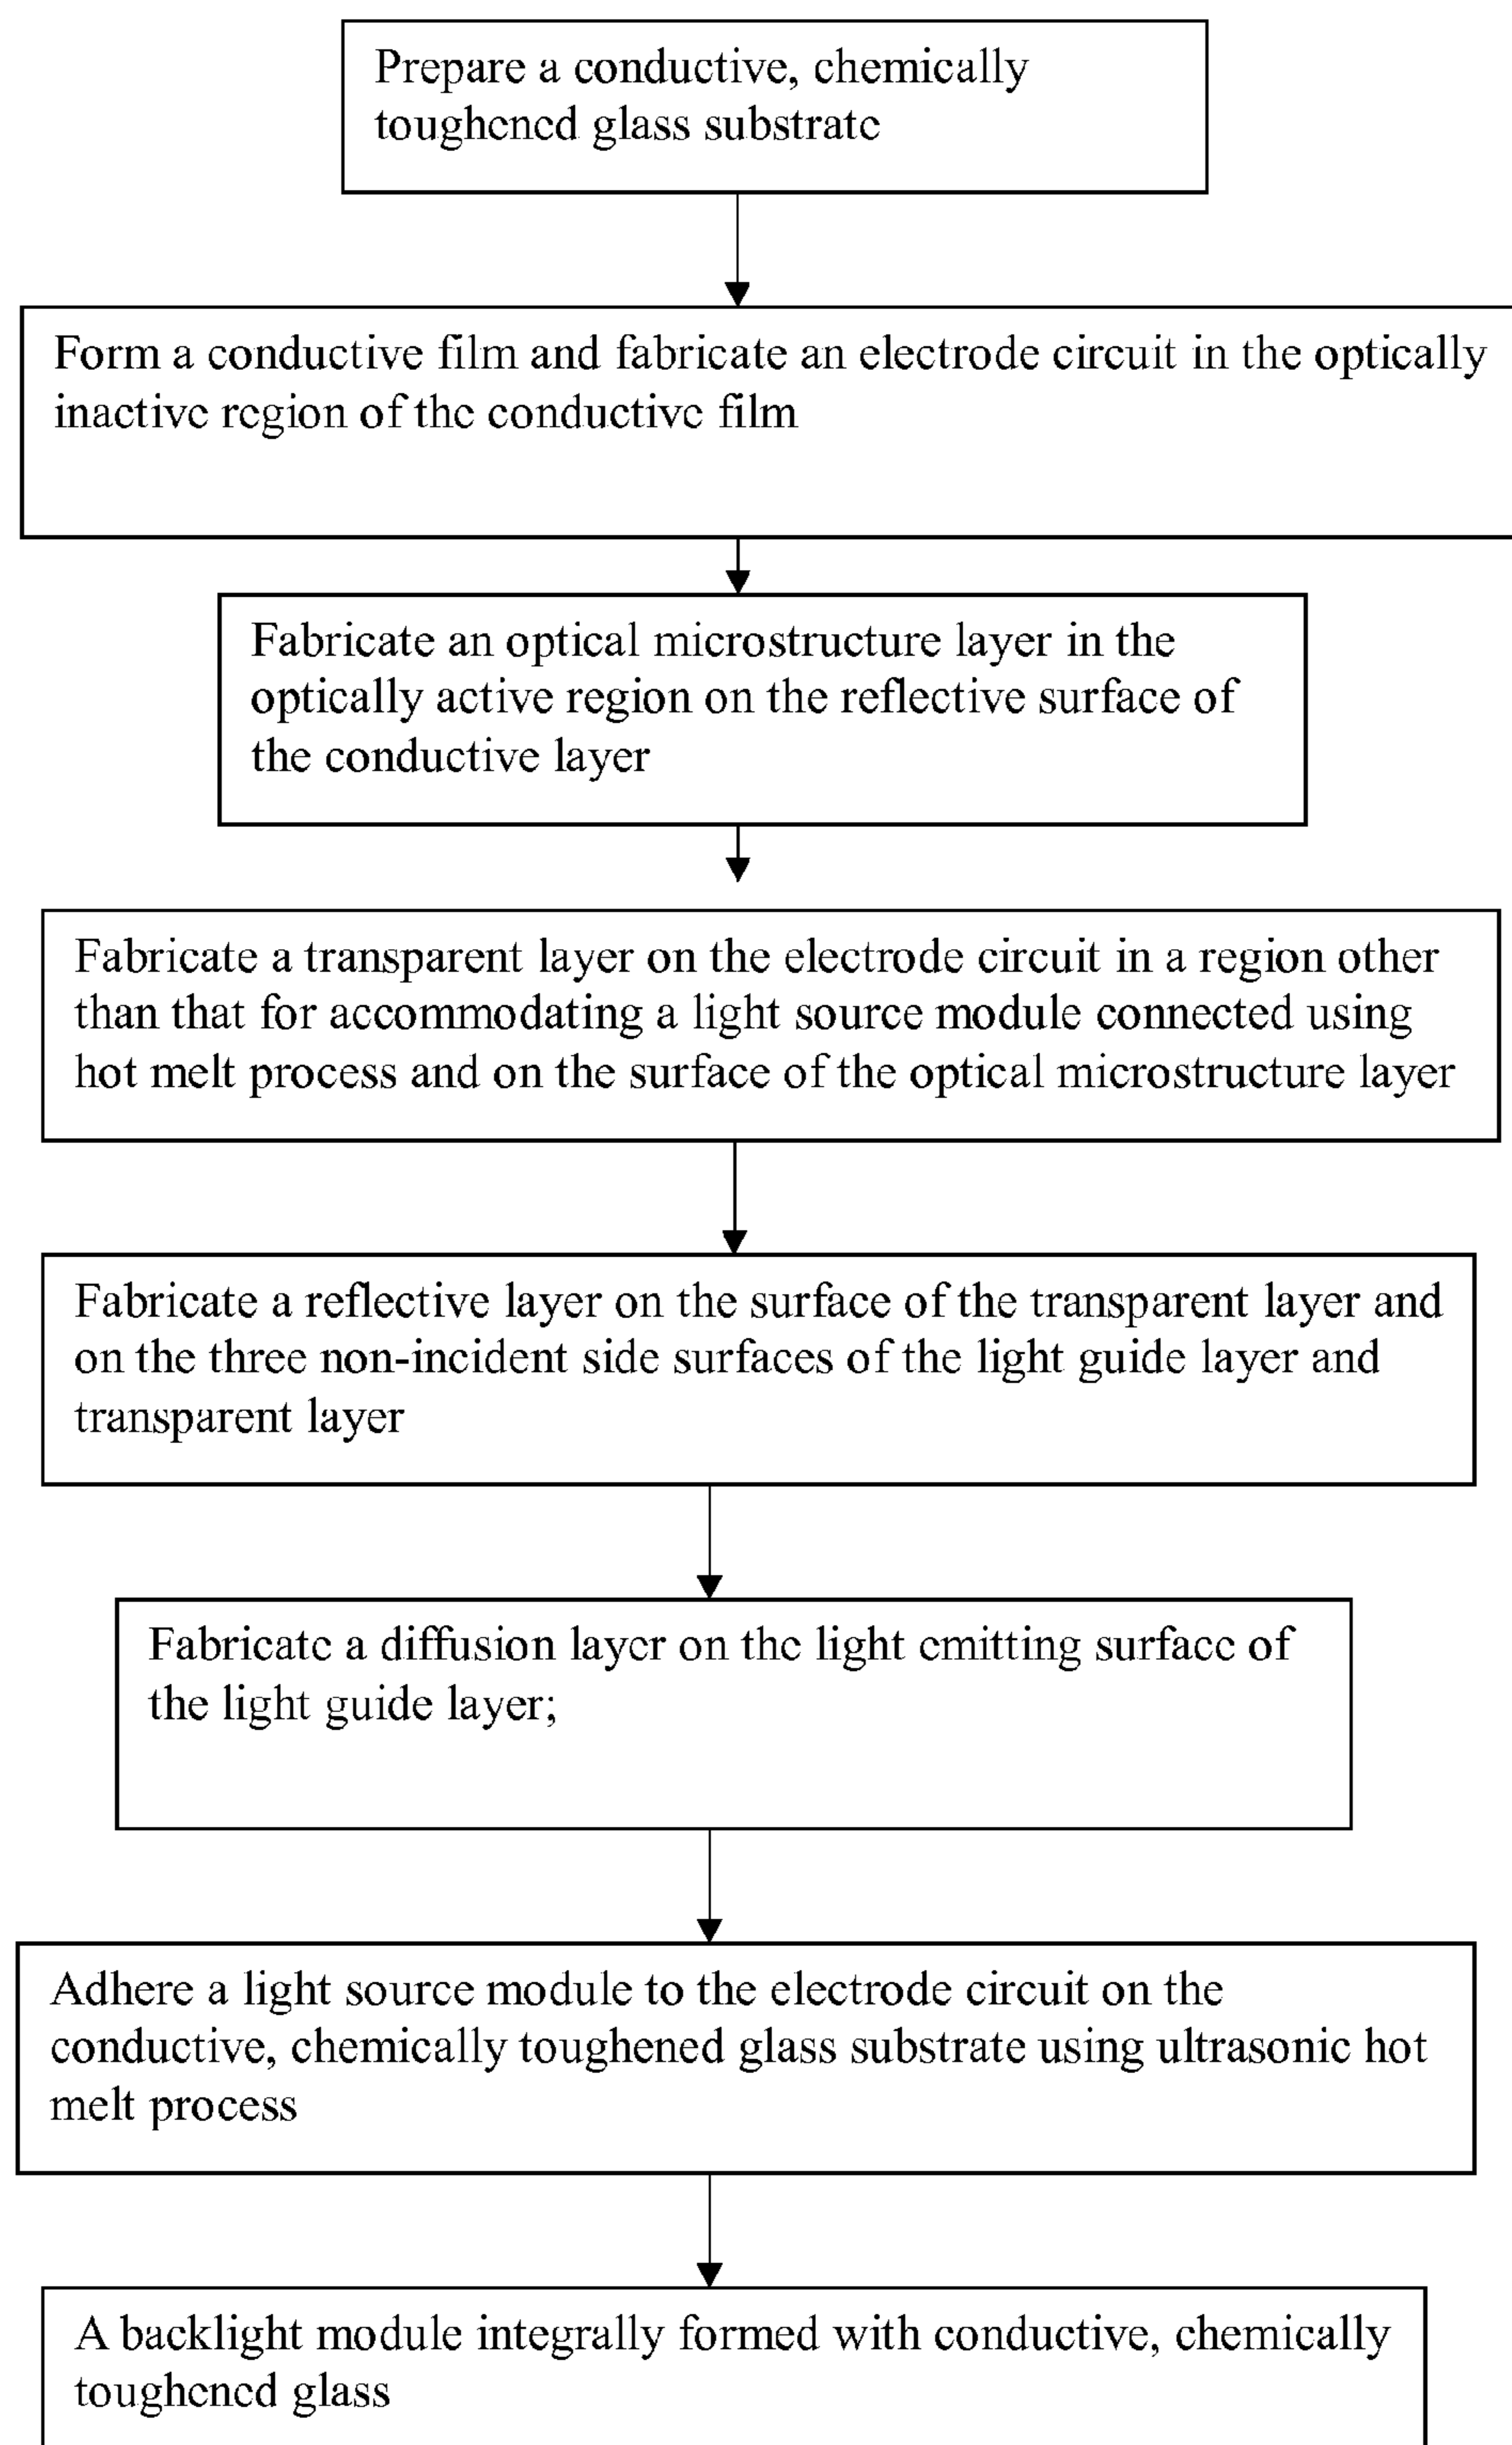 Prepare a conductive, chemically
toughened glass substrate
Form a conductive film and fabricate an electrode circuit in the optically
inactive region of the conductive film
Fabricate an optical microstructure layer in the
optically active region on the reflective surface of
the conductive layer
Fabricate a transparent layer on the electrode circuit in a region other
than that for accommodating a light source module connected using
hot melt process and on the surface of the optical microstructure layer
Fabricate a reflective layer on the surface of the transparent layer and
on the three non-incident side surfaces of the light guide layer and
transparent layer
Fabricate a diffusion layer on the light emitting surface of
the light guide layer;
Adhere a light source module to the electrode circuit on the
conductive, chemically toughened glass substrate using ultrasonic hot
melt process
A backlight module integrally formed with conductive, chemically
toughened glass